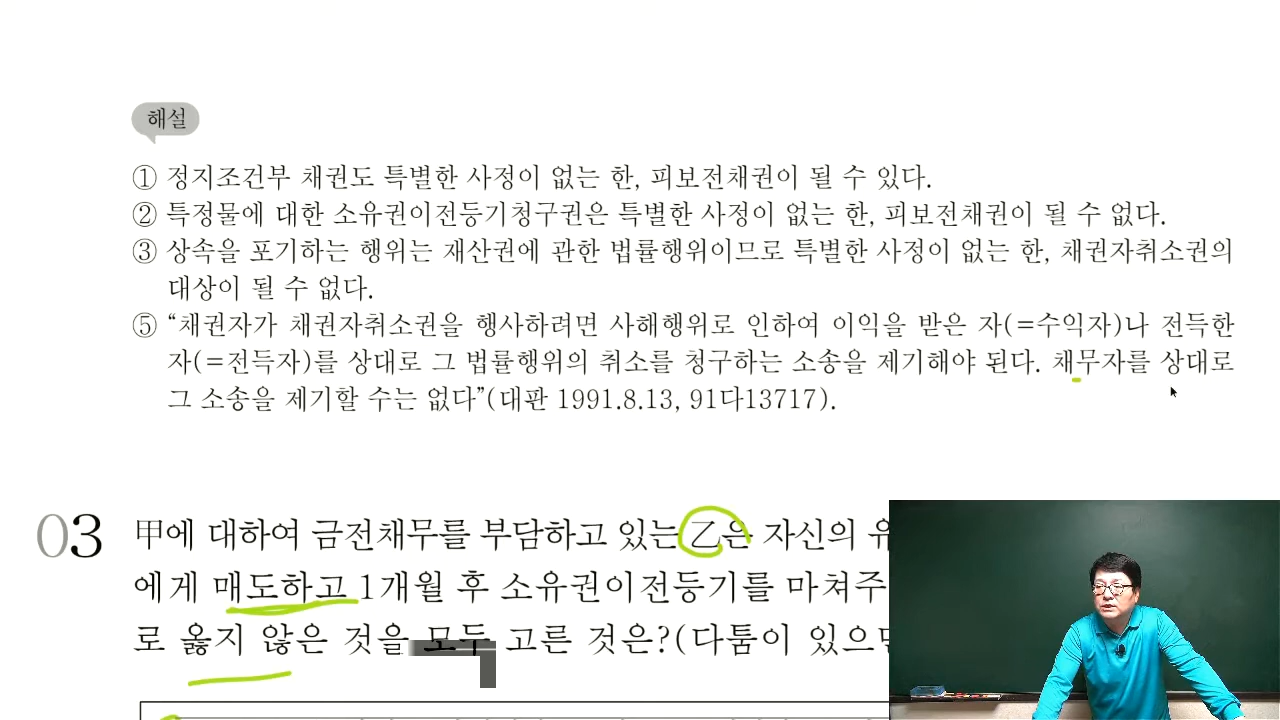 해설
① 정지조건부 채권도 특별한 사정이 없는 한, 피보전채권이 될 수 있다.
② 특정물에 대한 소유권이전등기청구권은 특별한 사정이 없는 한, 피보전채권이 될 수 없다.
③ 상속을 포기하는 행위는 재산권에 관한 법률행위이므로 특별한 사정이 없는 한, 채권자취소권의
대상이 될 수 없다.
⑤ “채권자가 채권자취소권을 행사하려면 사해행위로 인하여 이익을 받은 자(=수익자)나 전득한
자(=전득자)를 상대로 그 법률행위의 취소를 청구하는 소송을 제기해야 된다. 채무자를 상대로
그 소송을 제기할 수는 없다”(대판 1991.8.13, 91다13717).
03 甲에 대하여 금전채무를 부담하고 있는 乙은 자신의 유
에게 매도하고 1개월 후 소유권이전등기를 마쳐주
로 옳지 않은 것을 모두 고른 것은?(다툼이 있으면